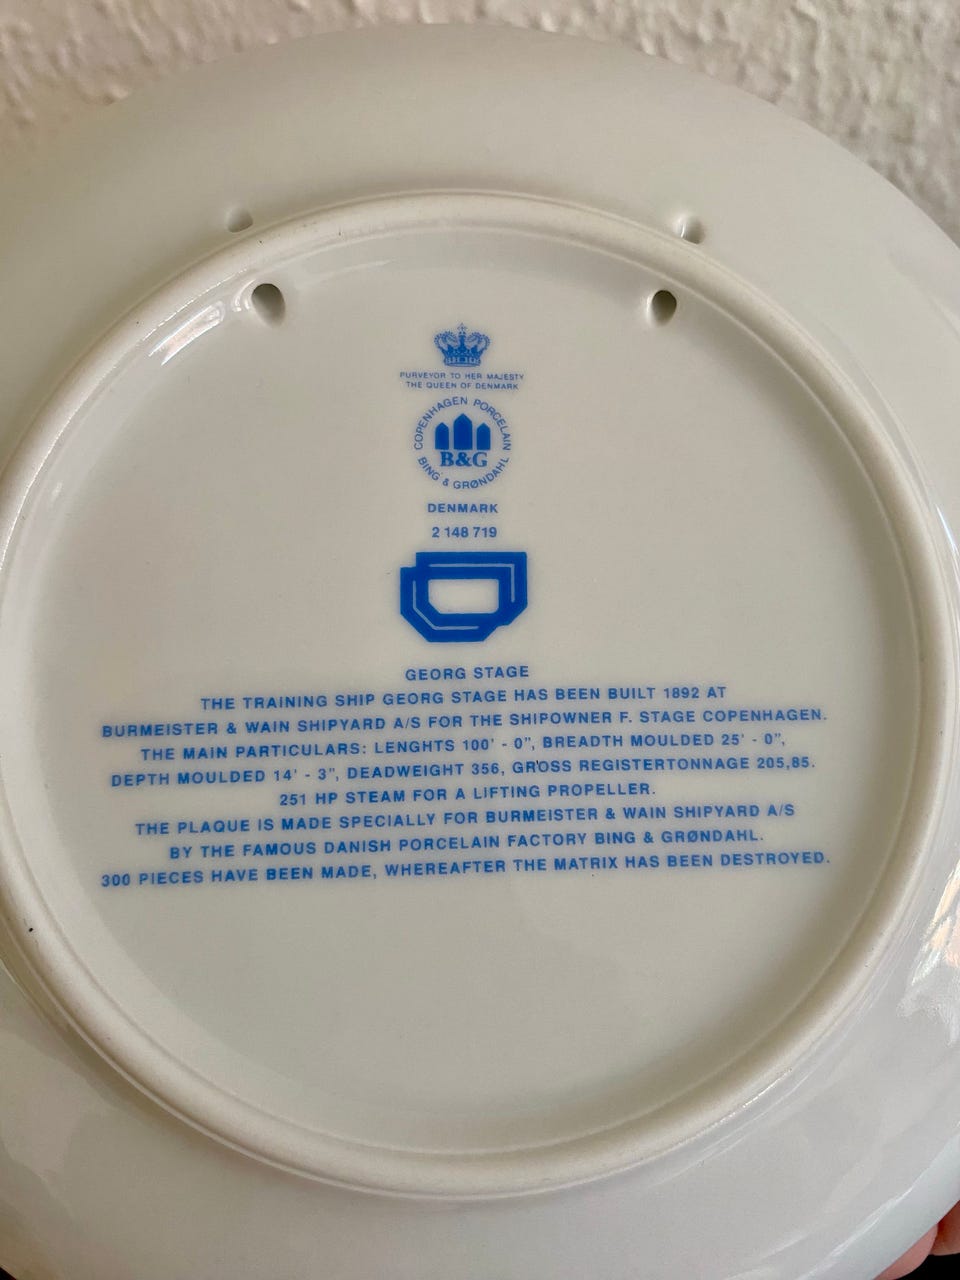 PURVEYOR TO HER MAJESTY
THE QUEEN OF DENMARK
COPENHAGEN PORCELAIN
B&G
BING & GRØNDAHL
DENMARK
2 148 719
GEORG STAGE
THE TRAINING SHIP GEORG STAGE HAS BEEN BUILT 1892 AT
BURMEISTER & WAIN SHIPYARD A/S FOR THE SHIPOWNER F. STAGE COPENHAGEN.
THE MAIN PARTICULARS: LENGHTS 100' - 0", BREADTH MOULDED 25' - 0",
DEPTH MOULDED 14' - 3", DEADWEIGHT 356, GROSS REGISTERTONNAGE 205,85.
251 HP STEAM FOR A LIFTING PROPELLER.
THE PLAQUE IS MADE SPECIALLY FOR BURMEISTER & WAIN SHIPYARD A/S
BY THE FAMOUS DANISH PORCELAIN FACTORY BING & GRØNDAHL.
300 PIECES HAVE BEEN MADE, WHEREAFTER THE MATRIX HAS BEEN DESTROYED.